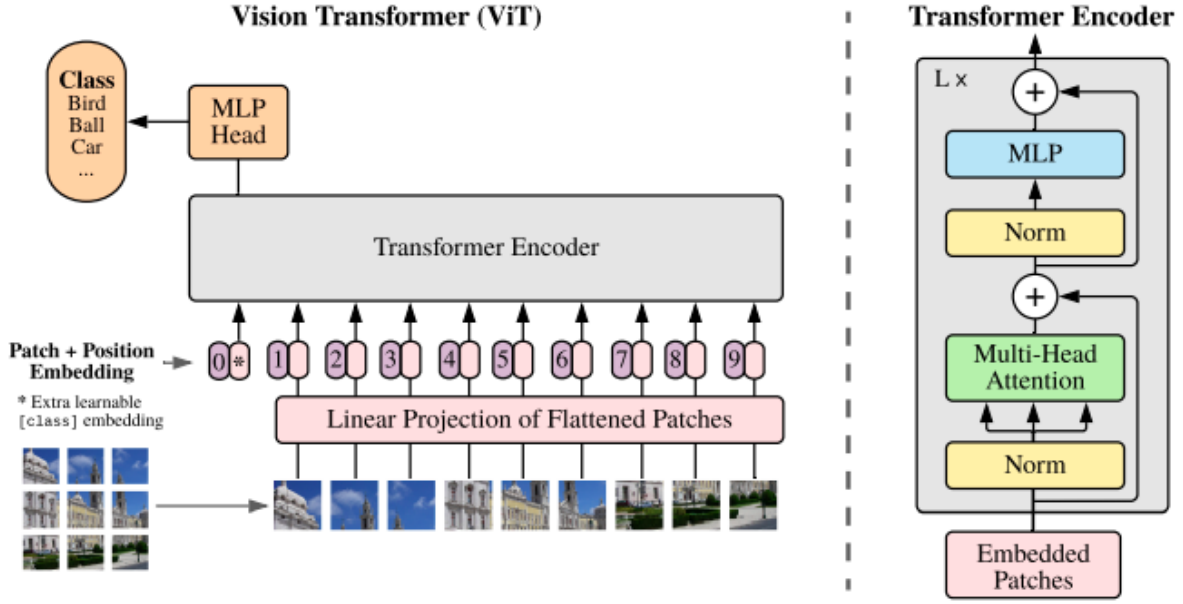 Vision Transformer (ViT)
Class
Bird
Ball
Car
...
MLP
Head
Transformer Encoder
Patch + Position
Embedding
0 * 1 2 3 4 5 6 7 8 9
* Extra learnable
[class] embedding
Linear Projection of Flattened Patches
Transformer Encoder
L ×
+
MLP
Norm
+
Multi-Head
Attention
Norm
Embedded
Patches